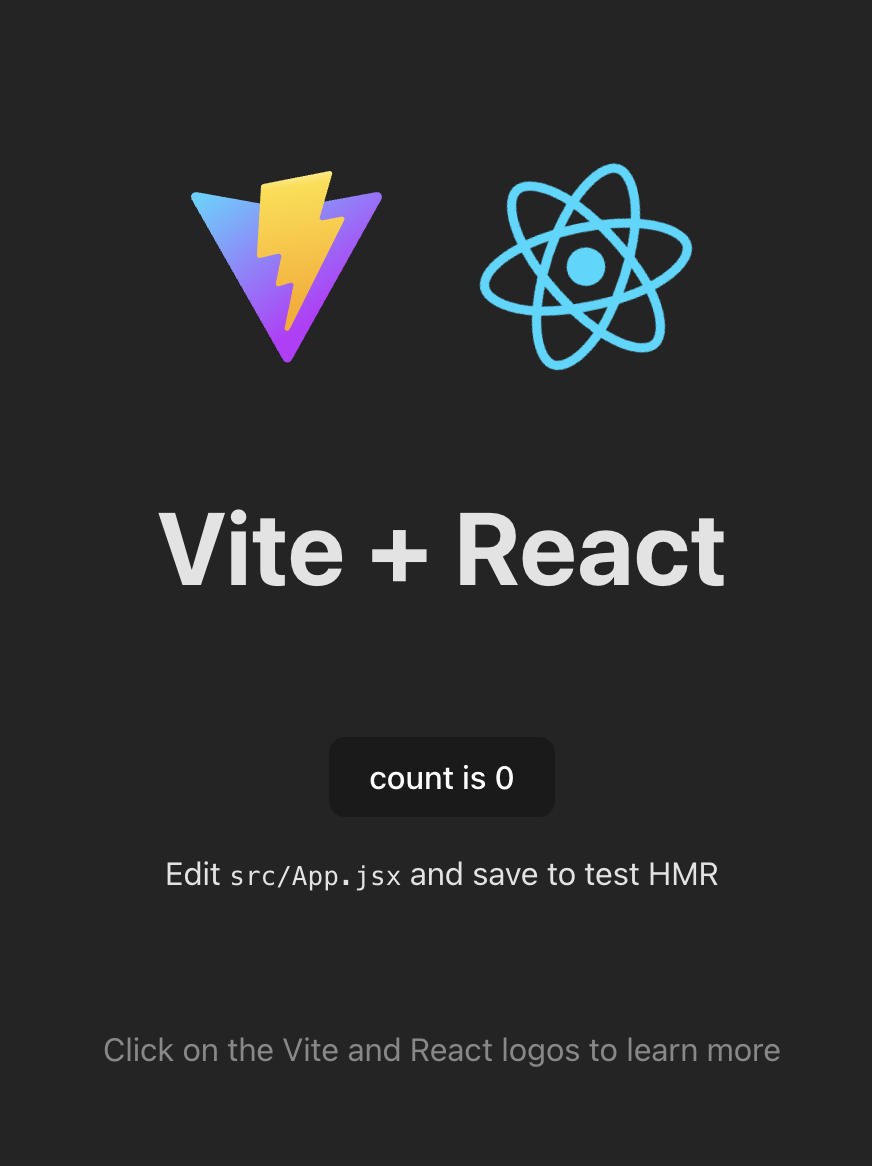 Vite + React
count is 0
Edit src/App.jsx and save to test HMR
Click on the Vite and React logos to learn more